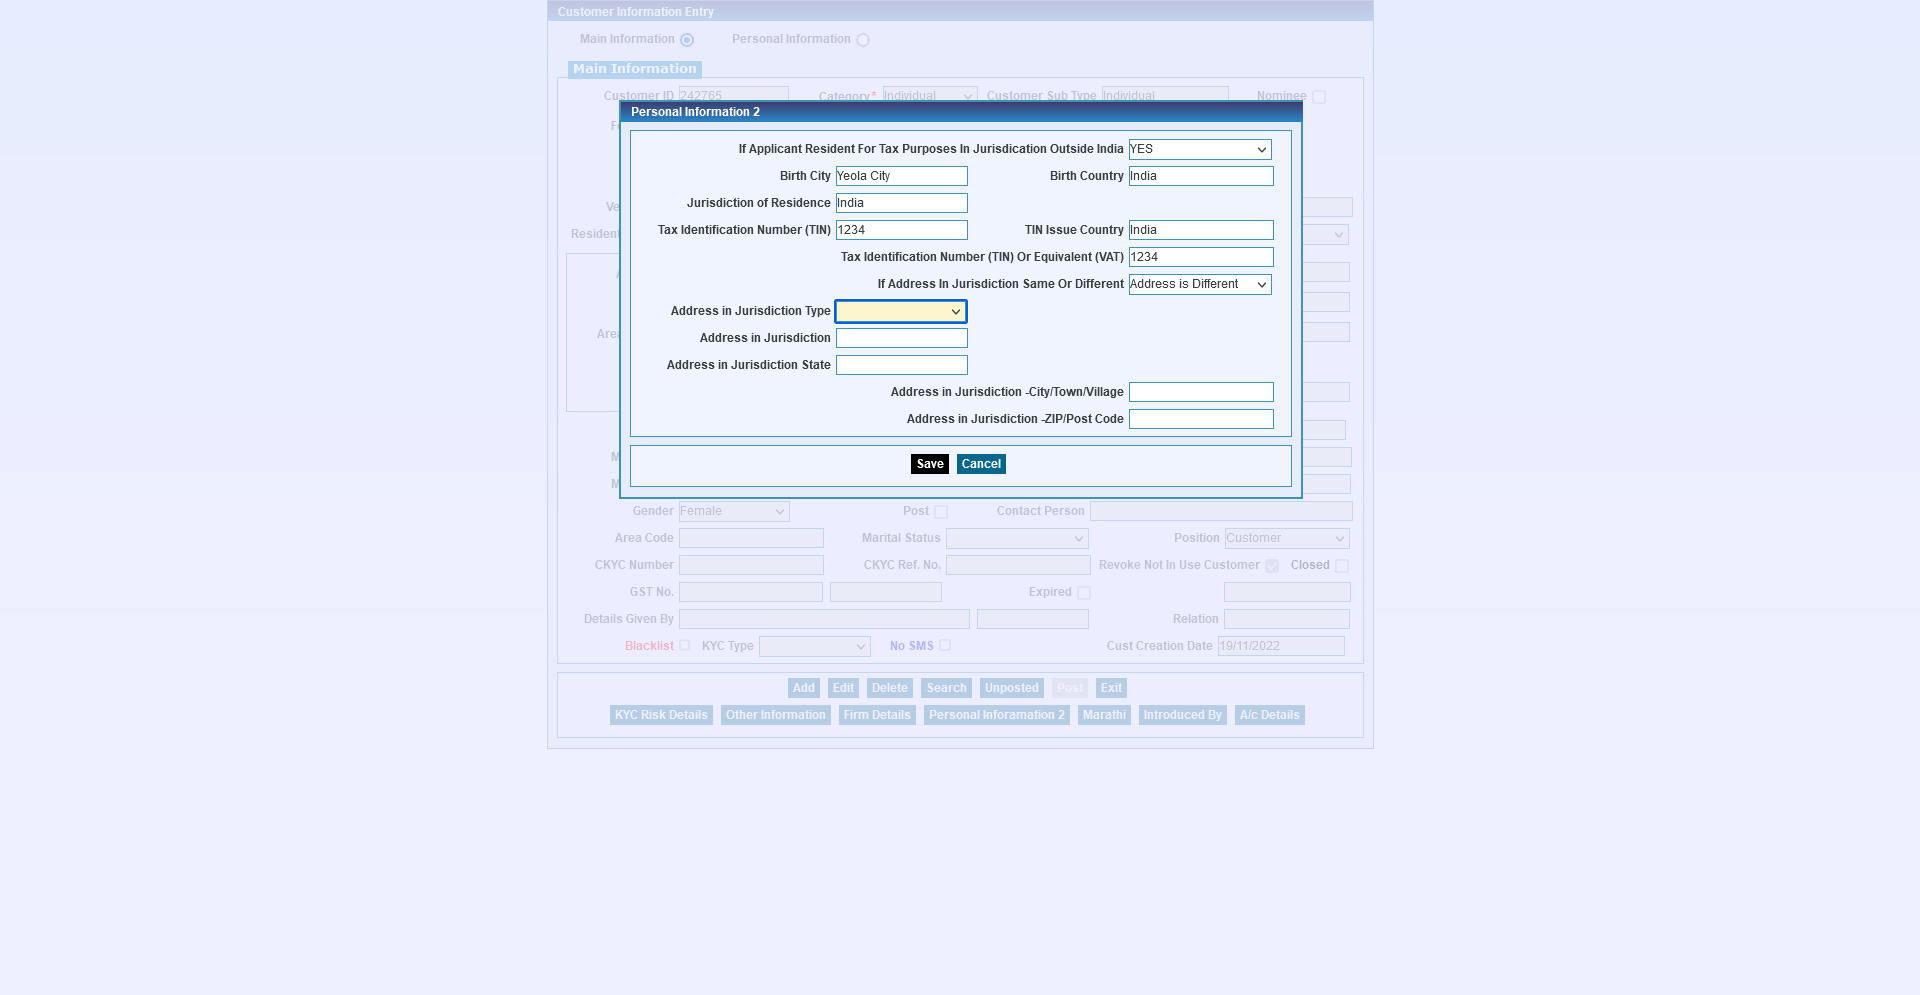 Customer Information Entry
Main Information Personal Information
Main Information
Customer ID 242765 Category* Individual Customer Sub Type Individual Nominee
Personal Information 2
If Applicant Resident For Tax Purposes In Jurisdication Outside India YES
Birth City Yeola City Birth Country India
Jurisdiction of Residence India
Resident
Tax Identification Number (TIN) 1234 TIN Issue Country India
Tax Identification Number (TIN) Or Equivalent (VAT) 1234
If Address In Jurisdiction Same Or Different Address is Different
Address in Jurisdiction Type
Area
Address in Jurisdiction
Address in Jurisdiction State
Address in Jurisdiction -City/Town/Village
Address in Jurisdiction -ZIP/Post Code
Save Cancel
Gender Female Post Contact Person
Area Code Marital Status Position Customer
CKYC Number CKYC Ref. No. Revoke Not In Use Customer Closed
GST No. Expired
Details Given By Relation
Blacklist KYC Type No SMS Cust Creation Date 19/11/2022
Add Edit Delete Search Unposted Post Exit
KYC Risk Details Other Information Firm Details Personal Inforamation 2 Marathi Introduced By A/c Details